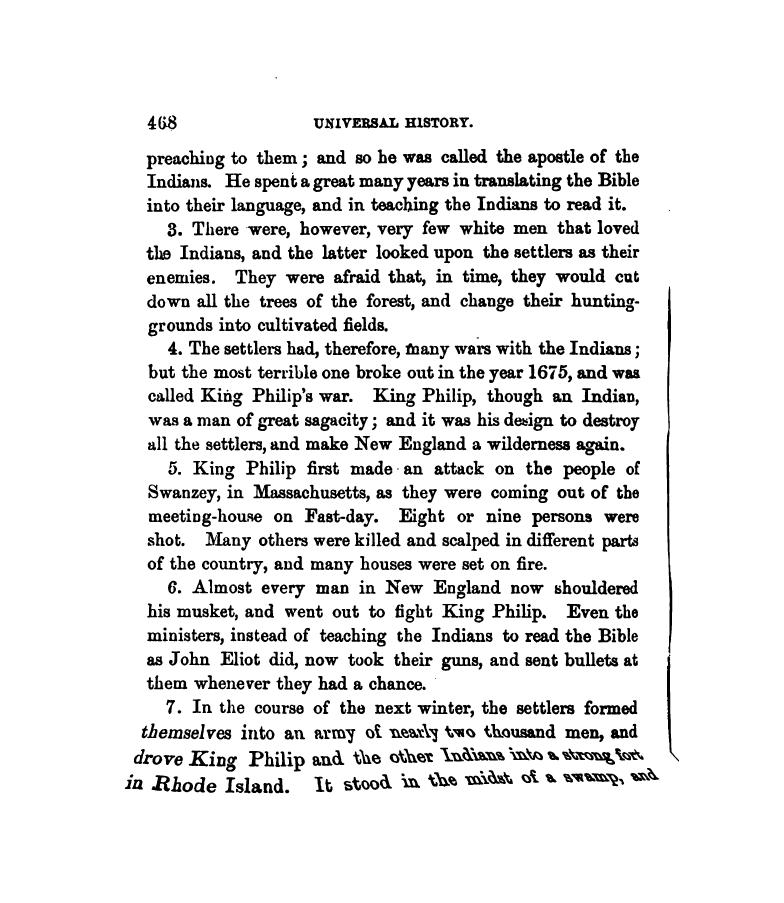 468 UNIVERSAL HISTORY.
preaching to them; and so he was called the apostle of the
Indians. He spent a great many years in translating the Bible
into their language, and in teaching the Indians to read it.
3. There were, however, very few white men that loved
the Indians, and the latter looked upon the settlers as their
enemies. They were afraid that, in time, they would cut
down all the trees of the forest, and change their hunting-
grounds into cultivated fields.
4. The settlers had, therefore, many wars with the Indians;
but the most terrible one broke out in the year 1675, and was
called King Philip's war. King Philip, though an Indian,
was a man of great sagacity; and it was his design to destroy
all the settlers, and make New England a wilderness again.
5. King Philip first made an attack on the people of
Swanzey, in Massachusetts, as they were coming out of the
meeting-house on Fast-day. Eight or nine persons were
shot. Many others were killed and scalped in different parts
of the country, and many houses were set on fire.
6. Almost every man in New England now shouldered
his musket, and went out to fight King Philip. Even the
ministers, instead of teaching the Indians to read the Bible
as John Eliot did, now took their guns, and sent bullets at
them whenever they had a chance.
7. In the course of the next winter, the settlers formed
themselves into an army of nearly two thousand men, and
drove King Philip and the other Indians into a strong fort
in Rhode Island. It stood in the midst of a swamp, and